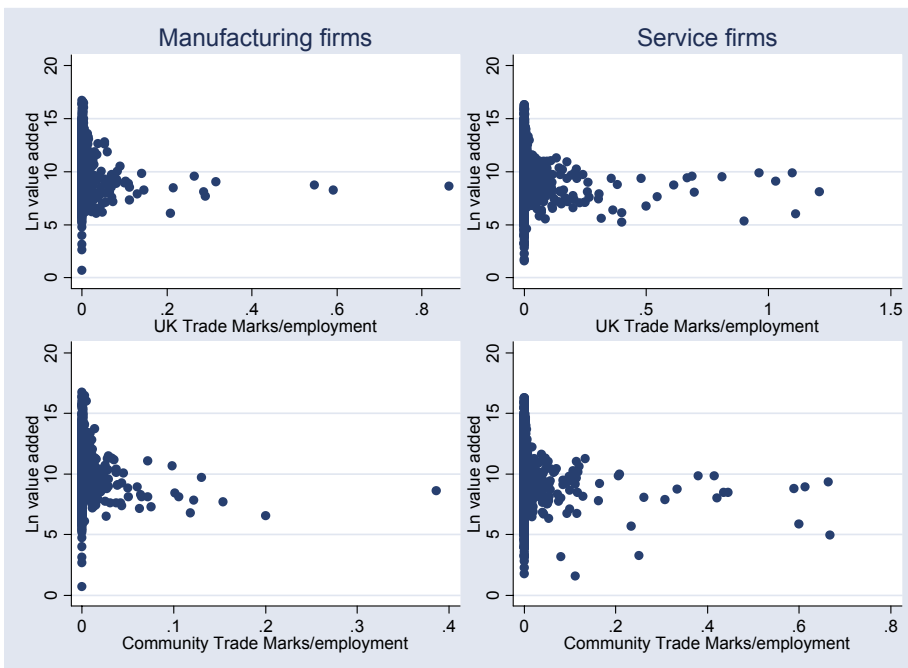 Manufacturing firms
Service firms
Ln value added
20
15
10
5
0
0 .2 .4 .6 .8
UK Trade Marks/employment
Ln value added
20
15
10
5
0
0 .5 1 1.5
UK Trade Marks/employment
Ln value added
20
15
10
5
0
0 .1 .2 .3 .4
Community Trade Marks/employment
Ln value added
20
15
10
5
0
0 .2 .4 .6 .8
Community Trade Marks/employment